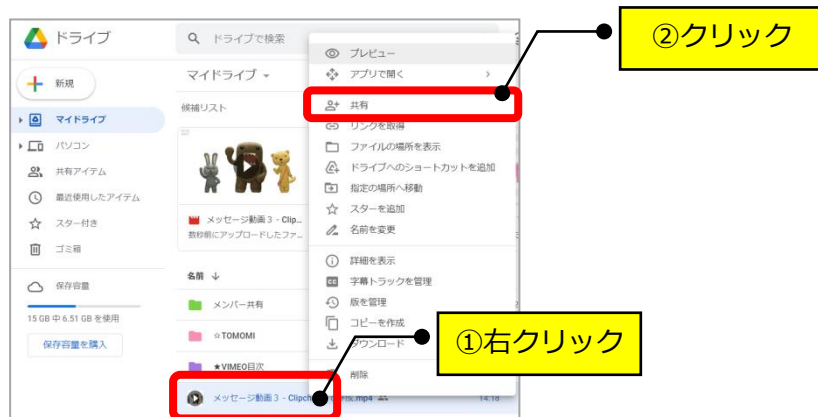 ドライブ
ドライブで検索
②クリック
新規
マイドライブ
候補リスト
マイドライブ
パソコン
共有アイテム
最近使用したアイテム
スター付き
ゴミ箱
保存容量
15 GB 中 6.51 GB を使用
保存容量を購入
メッセージ動画3 - Clip...
数秒前にアップロードしたファ...
名前
メンバー共有
☆TOMOMI
★VIMEO目次
メッセージ動画3 - Clipch
.mp4
14:18
プレビュー
アプリで開く
共有
リンクを取得
ファイルの場所を表示
ドライブへのショートカットを追加
指定の場所へ移動
スターを追加
名前を変更
詳細を表示
字幕トラックを管理
版を管理
コピーを作成
ダウンロード
削除
①右クリック